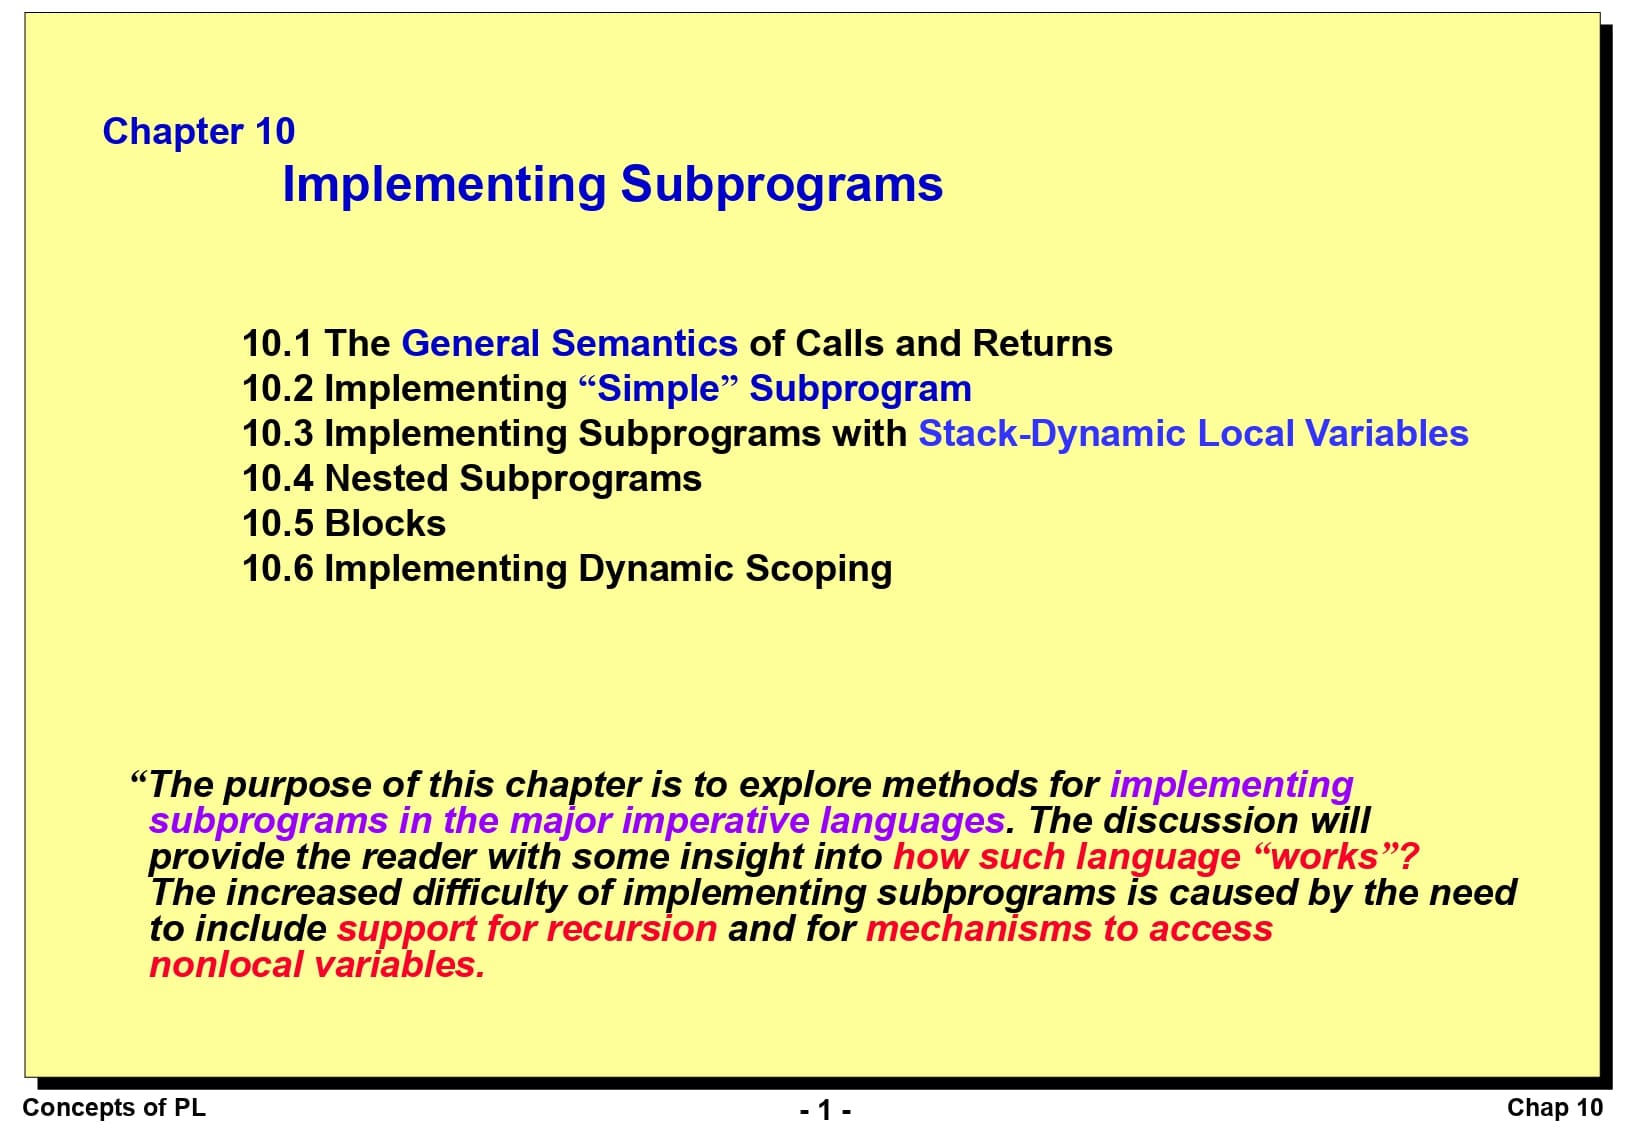 Chapter 10
Implementing Subprograms
10.1 The General Semantics of Calls and Returns
10.2 Implementing “Simple” Subprogram
10.3 Implementing Subprograms with Stack-Dynamic Local Variables
10.4 Nested Subprograms
10.5 Blocks
10.6 Implementing Dynamic Scoping
“The purpose of this chapter is to explore methods for implementing
subprograms in the major imperative languages. The discussion will
provide the reader with some insight into how such language “works”?
The increased difficulty of implementing subprograms is caused by the need
to include support for recursion and for mechanisms to access
nonlocal variables.
Concepts of PL
- 1 -
Chap 10